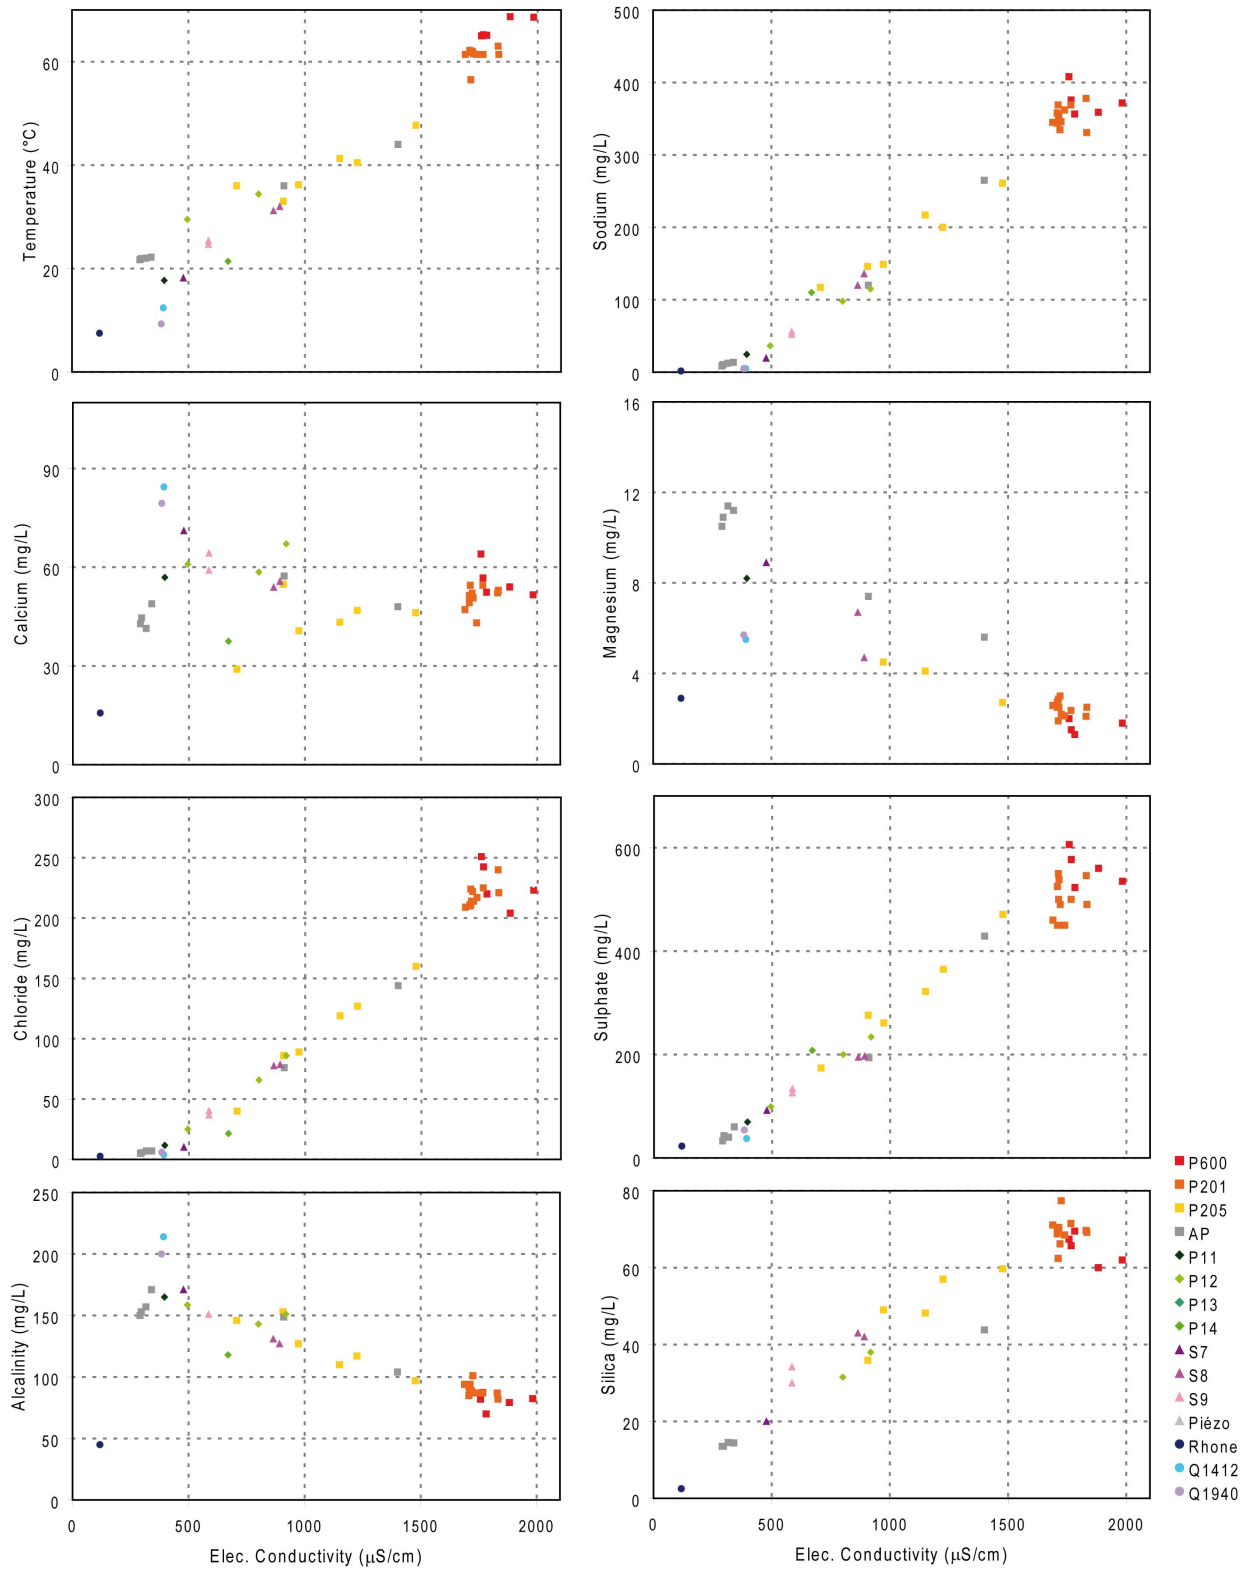 Temperature (°C)
60
40
20
0
Sodium (mg/L)
500
400
300
200
100
0
Calcium (mg/L)
90
60
30
0
Magnesium (mg/L)
16
12
8
4
0
Chloride (mg/L)
300
250
200
150
100
50
0
Sulphate (mg/L)
600
400
200
0
Alcalinity (mg/L)
250
200
150
100
50
0
0 500 1000 1500 2000
Elec. Conductivity (µS/cm)
Silica (mg/L)
80
60
40
20
0
0 500 1000 1500 2000
Elec. Conductivity (µS/cm)
P600
P201
P205
AP
P11
P12
P13
P14
S7
S8
S9
Piézo
Rhone
Q1412
Q1940